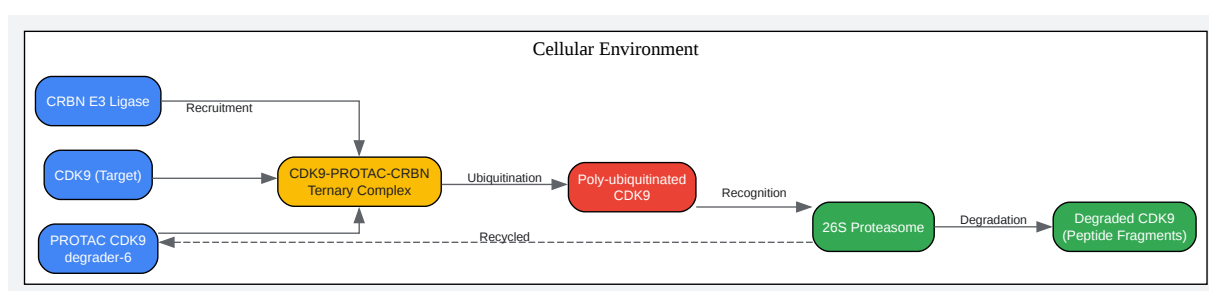 Cellular Environment
CRBN E3 Ligase
Recruitment
CDK9 (Target)
CDK9-PROTAC-CRBN
Ternary Complex
Ubiquitination
Poly-ubiquitinated
CDK9
Recognition
PROTAC CDK9
degrader-6
Recycled
26S Proteasome
Degradation
Degraded CDK9
(Peptide Fragments)